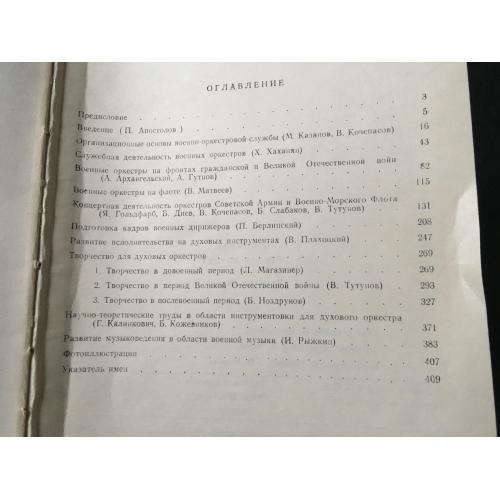 ОГЛАВЛЕНИЕ
Предисловие 3
Введение (П. Апостолов) 5
Организационные основы военно-оркестровой службы (М. Казаков, В. Кочепасов) 16
Служебная деятельность военных оркестров (Х. Хаханян) 43
Военные оркестры на фронтах гражданской и Великой Отечественной войн
(А. Архангельский, А. Гутнов) 82
Военные оркестры на флоте (В. Матвеев) 115
Концертная деятельность оркестров Советской Армии и Военно-Морского Флота
(Я. Гольдфарб, Б. Диев, В. Кочепасов, Б. Слабаков, В. Тутунов) 131
Подготовка кадров военных дирижеров (П. Берлинский) 208
Развитие исполнительства на духовых инструментах (В. Плахоцкий) 247
Творчество для духовых оркестров 269
1. Творчество в довоенный период (Л. Магазинер) 269
2. Творчество в период Великой Отечественной войны (В. Тутунов) 293
3. Творчество в послевоенный период (Б. Ноздрунов) 327
Научно-теоретические труды в области инструментовки для духового оркестра
(Г. Калинкович, Б. Кожевников) 371
Развитие музыковедения в области военной музыки (И. Рыжкин) 383
Фотоиллюстрации 407
Указатель имен 409